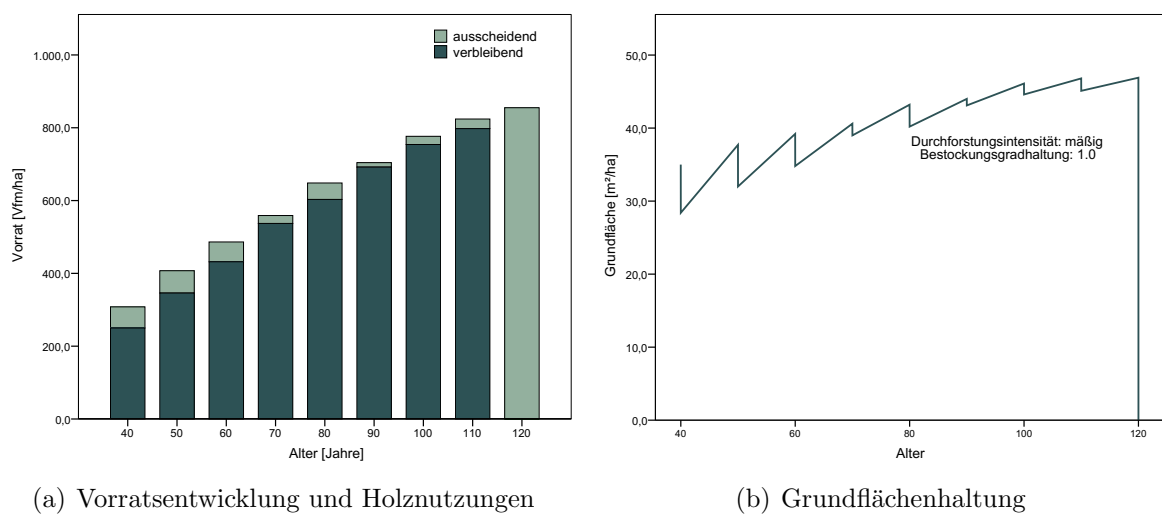 ausscheidend
verbleibend
Vorrat [Vfm/ha]
1.000,0
800,0
600,0
400,0
200,0
0,0
40 50 60 70 80 90 100 110 120
Alter [Jahre]
(a) Vorratsentwicklung und Holznutzungen
Grundfläche [m²/ha]
50,0
40,0
30,0
20,0
10,0
0,0
Durchforstungsintensität: mäßig
Bestockungsgradhaltung: 1.0
40 60 80 100 120
Alter
(b) Grundflächenhaltung